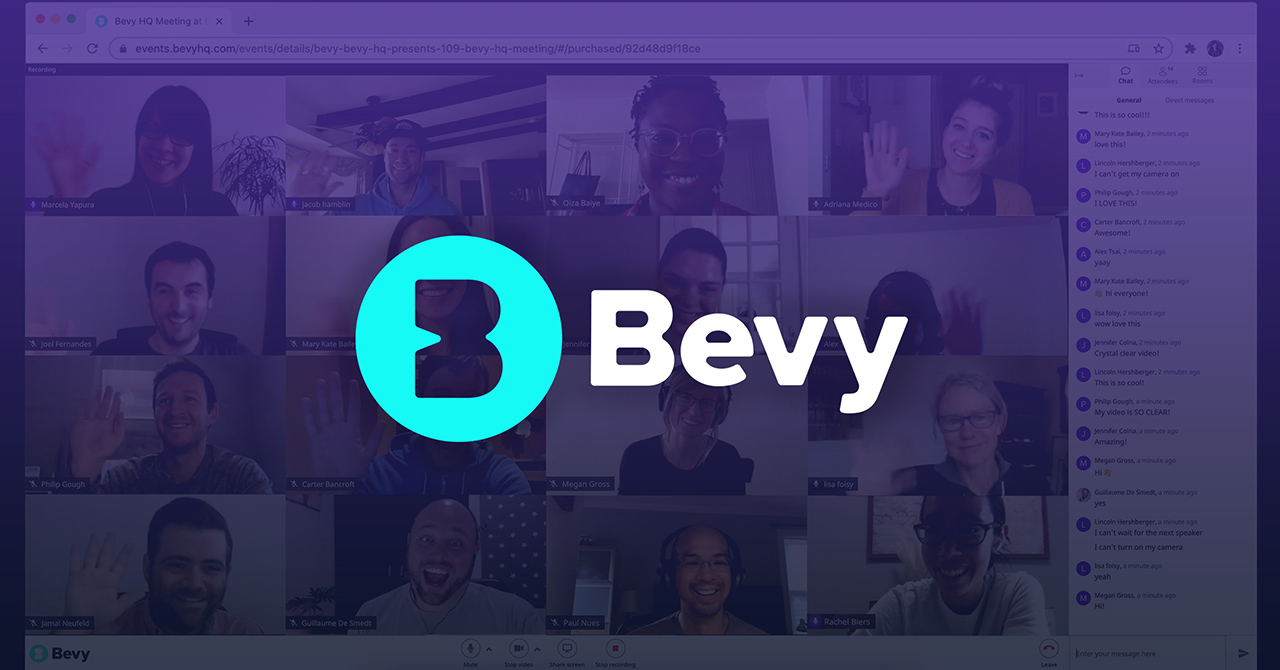 Bevy HQ Meeting at
events.bevyhq.com/events/details/bevy-bevy-hq-presents-109-bevy-hq-meeting/#/purchased/92d48d9f18ce
Recording
Chat
Attendees
Rooms
General
Direct messages
This is so cool!!!
Mary Kate Bailey, 2 minutes ago
love this!
Lincoln Hershberger, 2 minutes ago
I can't get my camera on
Philip Gough, 2 minutes ago
I LOVE THIS!
Carter Bancroft, 2 minutes ago
Awesome!
Alex Tsai, 2 minutes ago
yaay
Mary Kate Bailey, 2 minutes ago
👋 hi everyone!
lisa foisy, 2 minutes ago
wow love this
Jennifer Colna, 2 minutes ago
Crystal clear video!
Lincoln Hershberger, 2 minutes ago
This is so cool!
Philip Gough, a minute ago
My video is SO CLEAR!
Jennifer Colna, a minute ago
Amazing!
Megan Gross, a minute ago
Hi 👋
Guillaume De Smedt, a minute ago
yes
Lincoln Hershberger, a minute ago
I can't wait for the next speaker
I can't turn on my camera
lisa foisy, a minute ago
yeah
Megan Gross, a minute ago
Hi!
Enter your message here
Marcela Yapura
jacob hamblin
Oiza Baiye
Adriana Medico
Joel Fernandes
Mary Kate Baile
Jennifer
Alex
Philip Gough
Carter Bancroft
Megan Gross
lisa foisy
Jamal Neufeld
Guillaume De Smedt
Paul Nues
Rachel Biers
B Bevy
Bevy
Mute
Stop video
Share screen
Stop recording
Leave